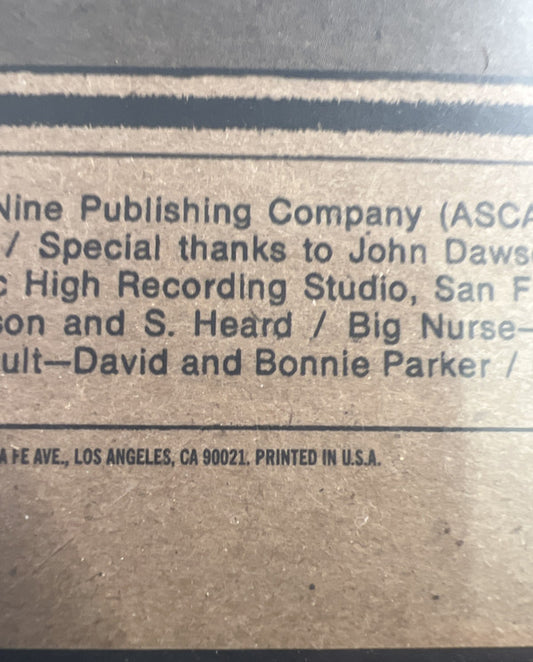 Nine Publishing Company (ASCA
/ Special thanks to John Daws
c High Recording Studio, San F
son and S. Heard / Big Nurse—
ult—David and Bonnie Parker /
A FE AVE., LOS ANGELES, CA 90021. PRINTED IN U.S.A.